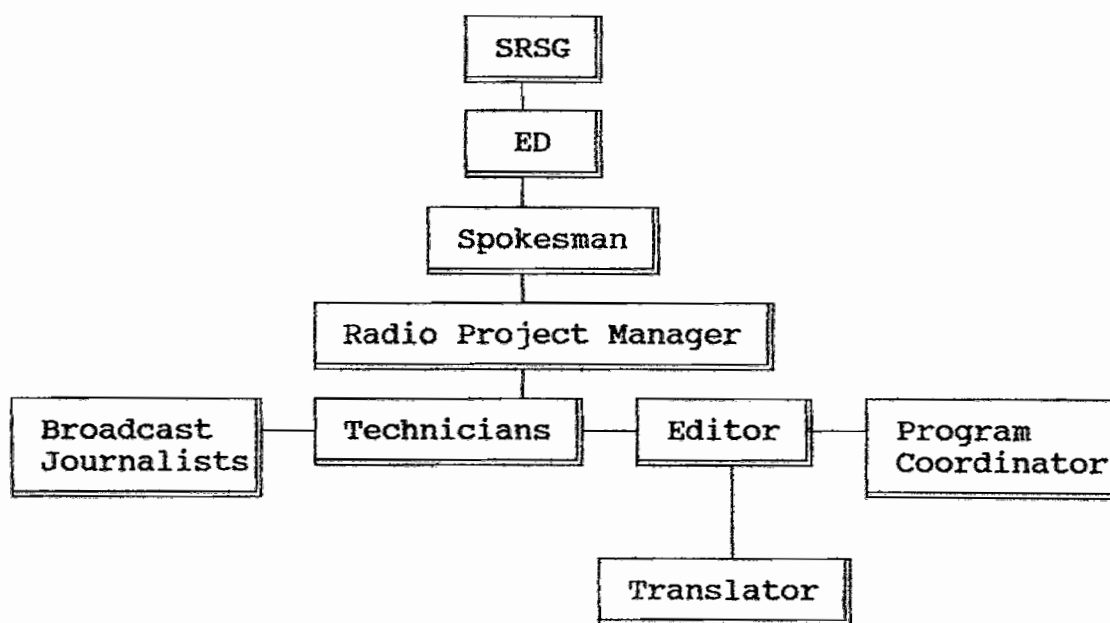 SRSG
ED
Spokesman
Radio Project Manager
Broadcast
Journalists
Technicians
Editor
Program
Coordinator
Translator